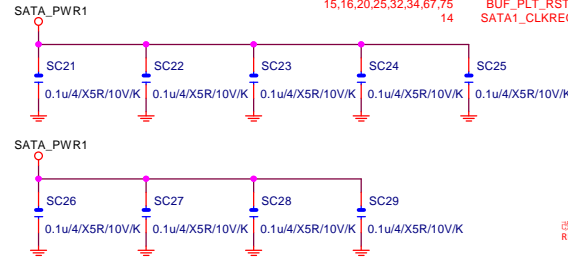 15,16,20,25,32,34,67,75 BUF_PLT_RST
14 SATA1_CLKREQ
SATA_PWR1
SC21 SC22 SC23 SC24 SC25
0.1u/4/X5R/10V/K 0.1u/4/X5R/10V/K 0.1u/4/X5R/10V/K 0.1u/4/X5R/10V/K 0.1u/4/X5R/10V/K
SATA_PWR1
SC26 SC27 SC28 SC29
0.1u/4/X5R/10V/K 0.1u/4/X5R/10V/K 0.1u/4/X5R/10V/K 0.1u/4/X5R/10V/K